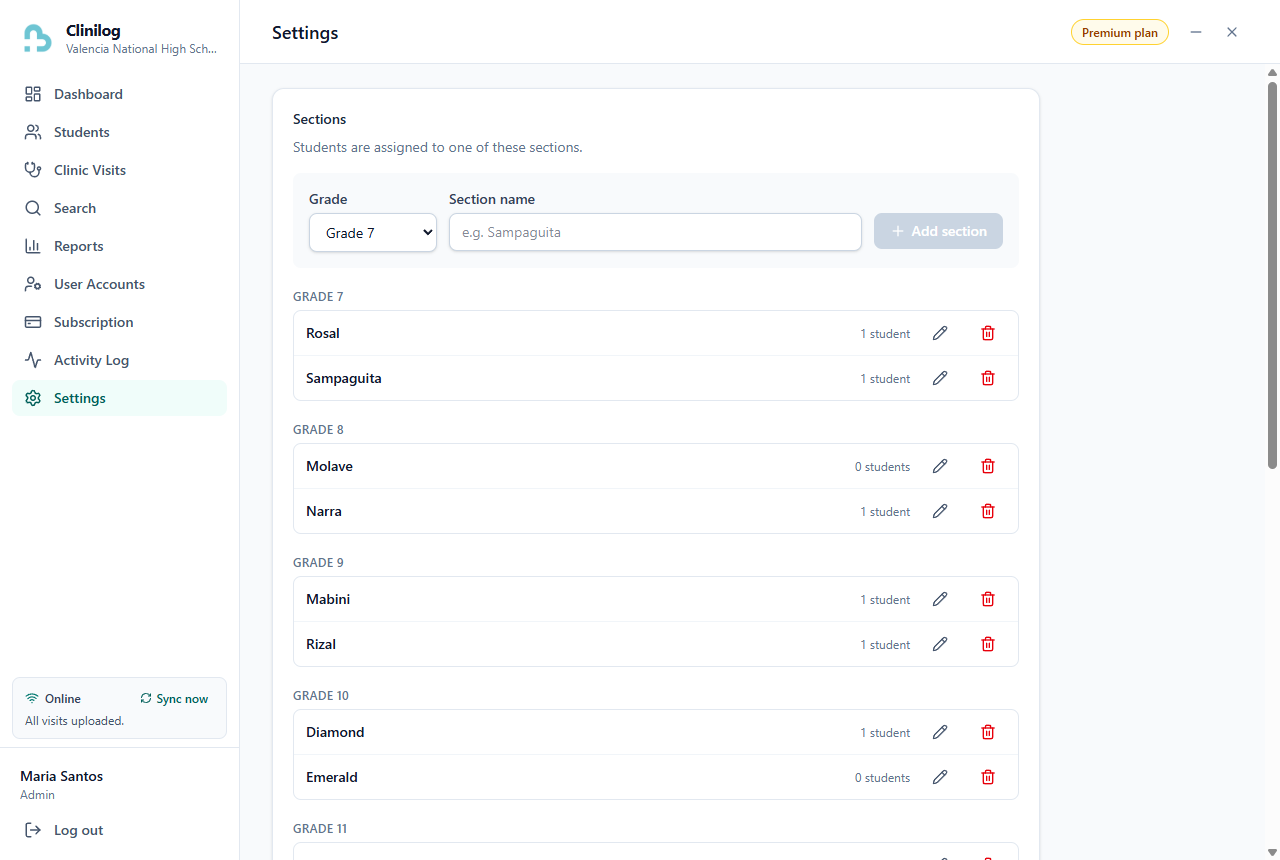 Clinilog
Valencia National High Sch...
Dashboard
Students
Clinic Visits
Search
Reports
User Accounts
Subscription
Activity Log
Settings
Online
Sync now
All visits uploaded.
Maria Santos
Admin
Log out
Settings
Premium plan
Sections
Students are assigned to one of these sections.
Grade
Section name
Grade 7
e.g. Sampaguita
Add section
GRADE 7
Rosal 1 student
Sampaguita 1 student
GRADE 8
Molave 0 students
Narra 1 student
GRADE 9
Mabini 1 student
Rizal 1 student
GRADE 10
Diamond 1 student
Emerald 0 students
GRADE 11